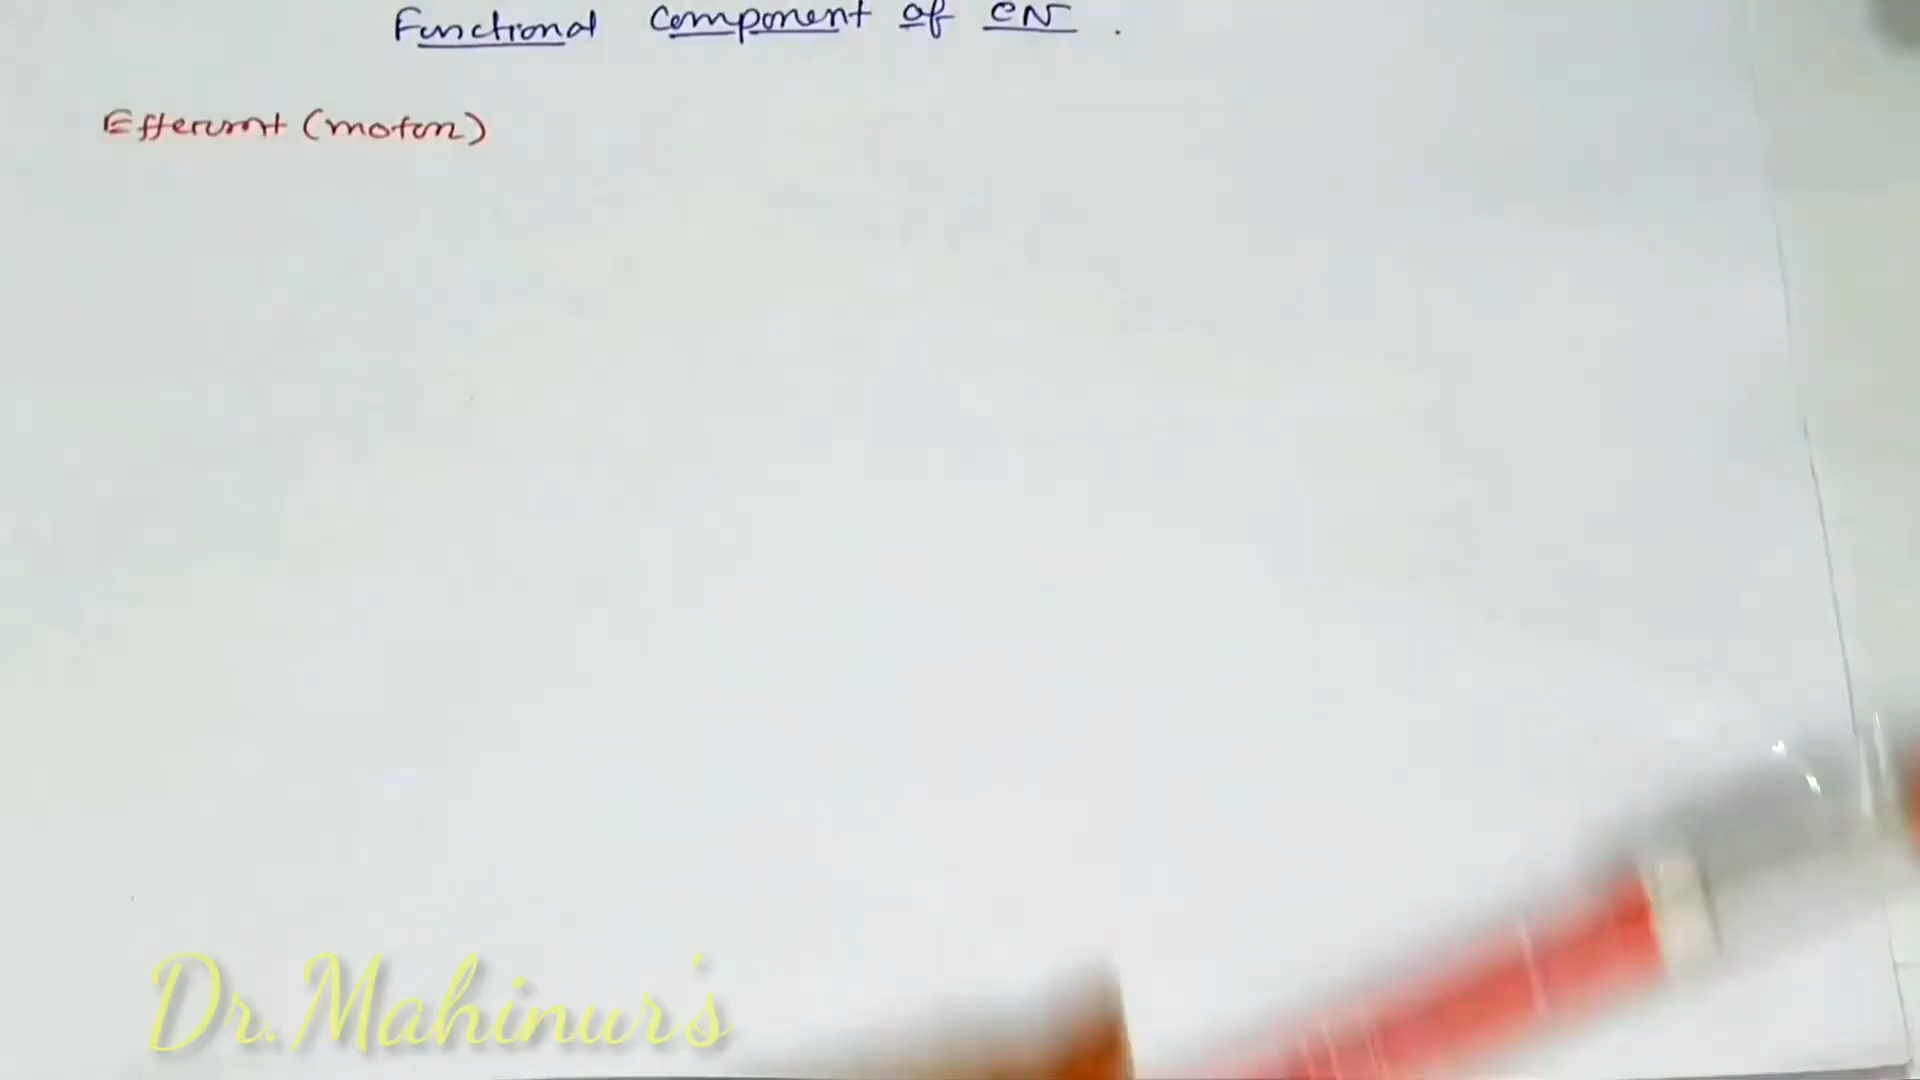 Functional Component of CN.
Efferent (motor)
Dr.Mahinur's